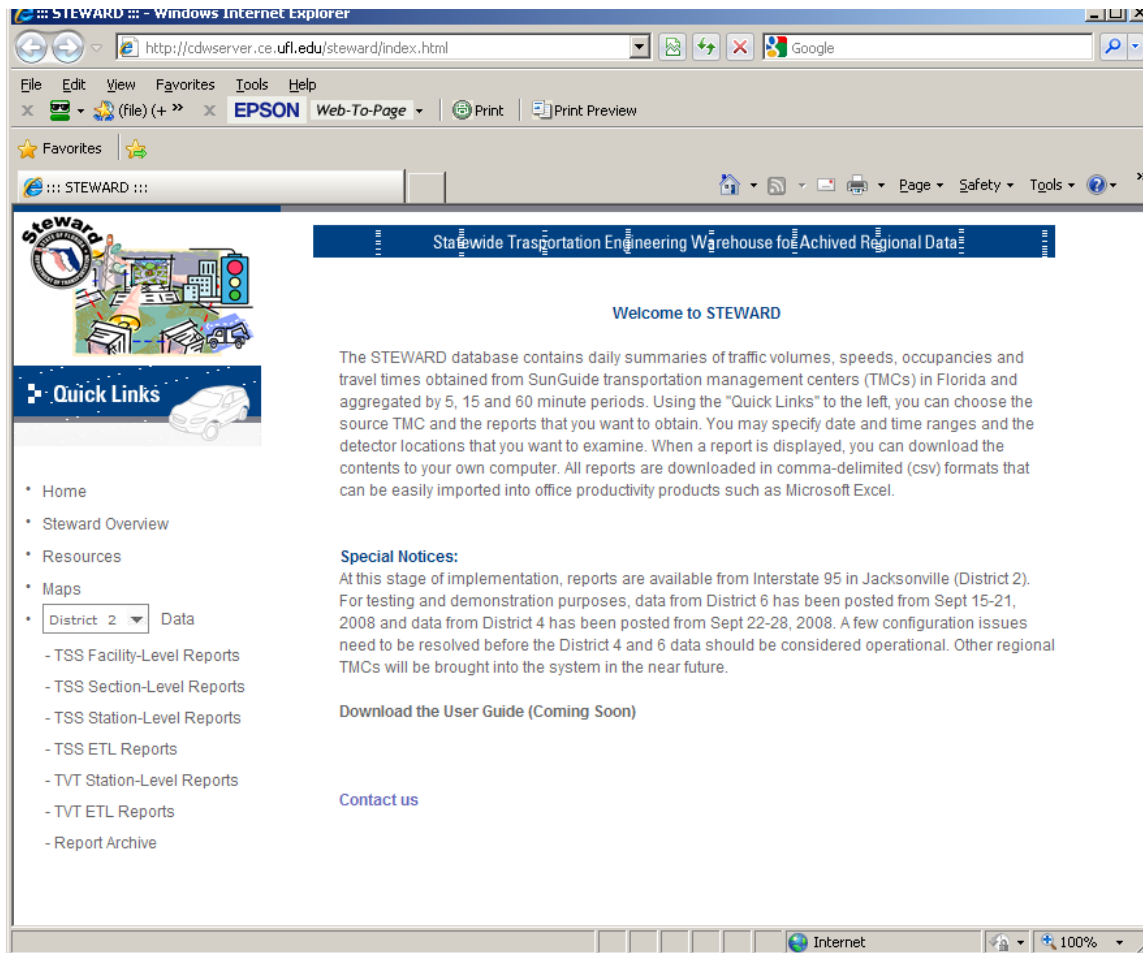 ::: STEWARD ::: - Windows Internet Explorer
http://cdwserver.ce.ufl.edu/steward/index.html
Google
File Edit View Favorites Tools Help
X (file) (+ » X EPSON Web-To-Page Print Print Preview
Favorites
::: STEWARD ::: Page Safety Tools »
Steward
Statewide Trasportation Engineering Warehouse for Achived Regional Data
Quick Links
• Home
• Steward Overview
• Resources
• Maps
• District 2 Data
- TSS Facility-Level Reports
- TSS Section-Level Reports
- TSS Station-Level Reports
- TSS ETL Reports
- TVT Station-Level Reports
- TVT ETL Reports
- Report Archive
Welcome to STEWARD
The STEWARD database contains daily summaries of traffic volumes, speeds, occupancies and
travel times obtained from SunGuide transportation management centers (TMCs) in Florida and
aggregated by 5, 15 and 60 minute periods. Using the "Quick Links" to the left, you can choose the
source TMC and the reports that you want to obtain. You may specify date and time ranges and the
detector locations that you want to examine. When a report is displayed, you can download the
contents to your own computer. All reports are downloaded in comma-delimited (csv) formats that
can be easily imported into office productivity products such as Microsoft Excel.
Special Notices:
At this stage of implementation, reports are available from Interstate 95 in Jacksonville (District 2).
For testing and demonstration purposes, data from District 6 has been posted from Sept 15-21,
2008 and data from District 4 has been posted from Sept 22-28, 2008. A few configuration issues
need to be resolved before the District 4 and 6 data should be considered operational. Other regional
TMCs will be brought into the system in the near future.
Download the User Guide (Coming Soon)
Contact us
Internet 100%